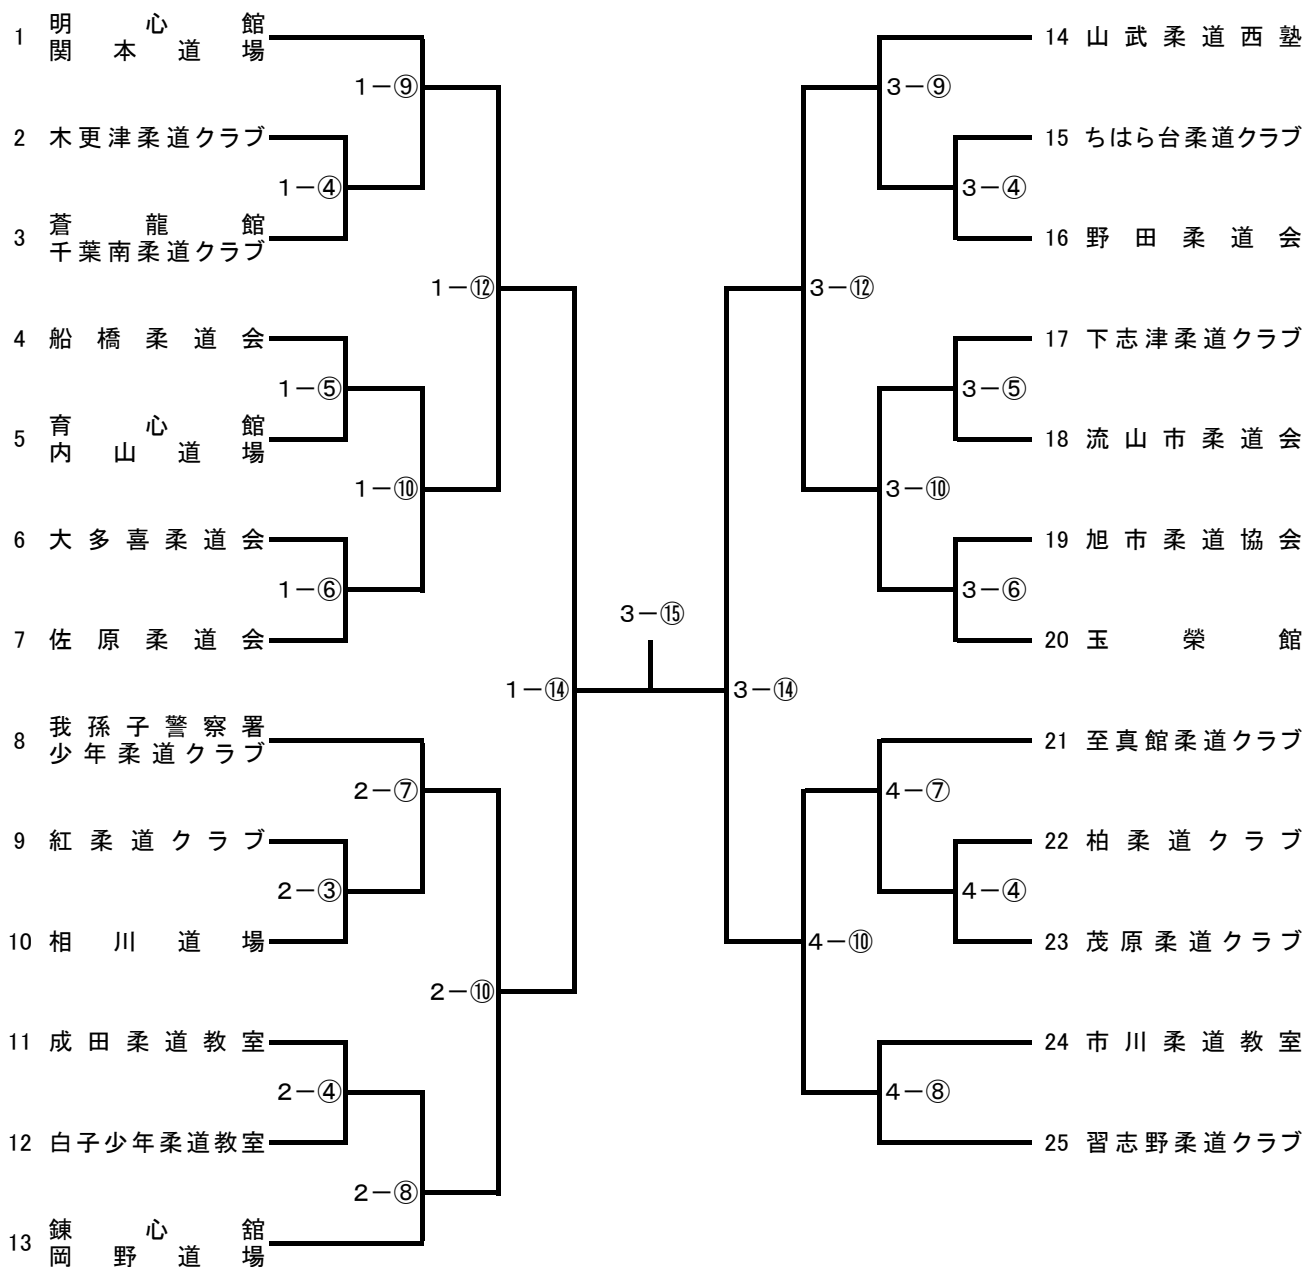 1 明心館
関本道場
1－⑨
2 木更津柔道クラブ
1－④
3 蒼龍館
千葉南柔道クラブ
1－⑫
4 船橋柔道会
1－⑤
5 育心館
内山道場
1－⑩
6 大多喜柔道会
1－⑥
7 佐原柔道会
1－⑭
8 我孫子警察署
少年柔道クラブ
2－⑦
9 紅柔道クラブ
2－③
10 相川道場
2－⑩
11 成田柔道教室
2－④
12 白子少年柔道教室
2－⑧
13 錬心舘
岡野道場
3－⑮
14 山武柔道西塾
3－⑨
15 ちはら台柔道クラブ
3－④
16 野田柔道会
3－⑫
17 下志津柔道クラブ
3－⑤
18 流山市柔道会
3－⑩
19 旭市柔道協会
3－⑥
20 玉榮館
3－⑭
21 至真館柔道クラブ
4－⑦
22 柏柔道クラブ
4－④
23 茂原柔道クラブ
4－⑩
24 市川柔道教室
4－⑧
25 習志野柔道クラブ